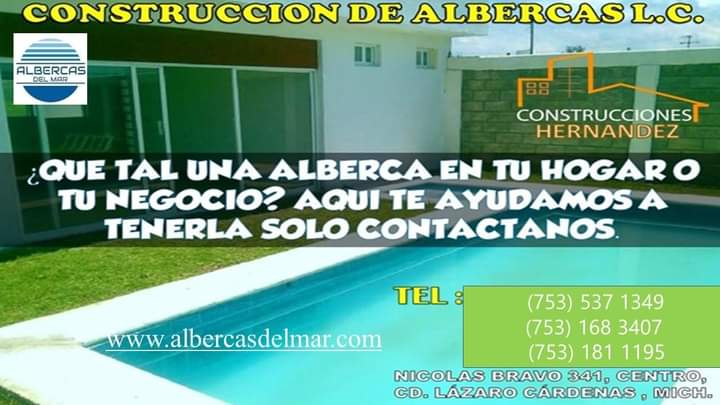 CONSTRUCCION DE ALBERCAS L.C.
ALBERCAS
DEL MAR
CONSTRUCCIONES
HERNANDEZ
¿QUE TAL UNA ALBERCA EN TU HOGAR O
TU NEGOCIO? AQUI TE AYUDAMOS A
TENERLA SOLO CONTACTANOS.
TEL :
(753) 537 1349
(753) 168 3407
(753) 181 1195
www.albercasdelmar.com
NICOLAS BRAVO 341, CENTRO,
CD. LÁZARO CÁRDENAS , MICH.